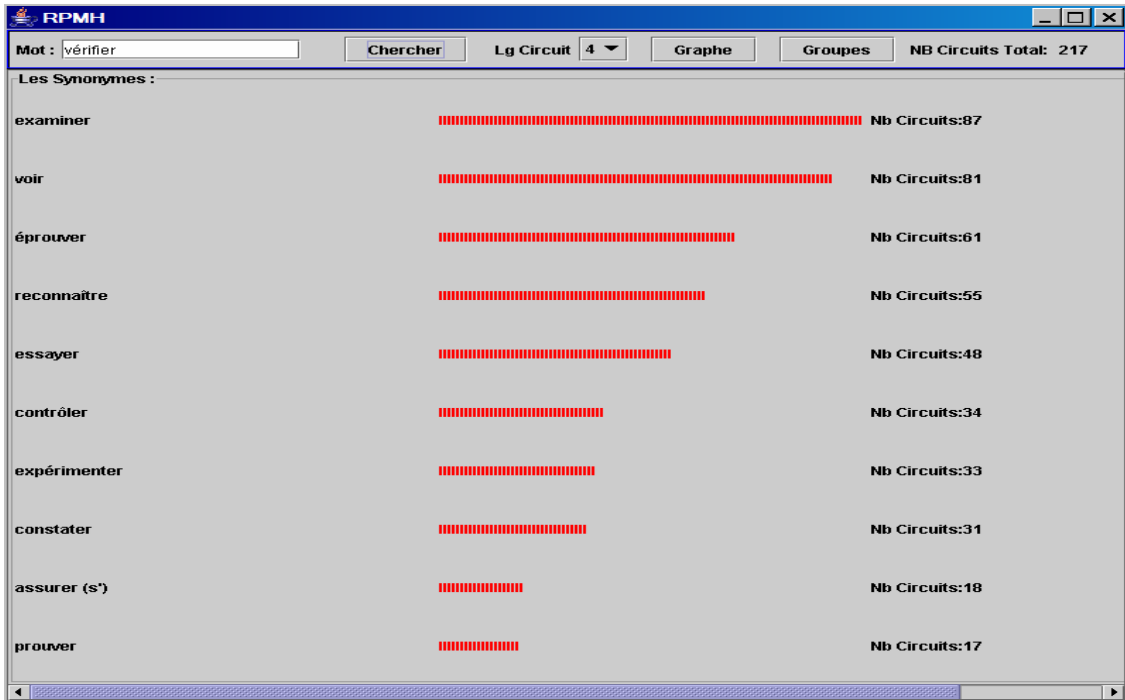 RPMH
Mot : vérifier Chercher Lg Circuit 4 Graphe Groupes NB Circuits Total: 217
Les Synonymes :
examiner Nb Circuits:87
voir Nb Circuits:81
éprouver Nb Circuits:61
reconnaître Nb Circuits:55
essayer Nb Circuits:48
contrôler Nb Circuits:34
expérimenter Nb Circuits:33
constater Nb Circuits:31
assurer (s') Nb Circuits:18
prouver Nb Circuits:17